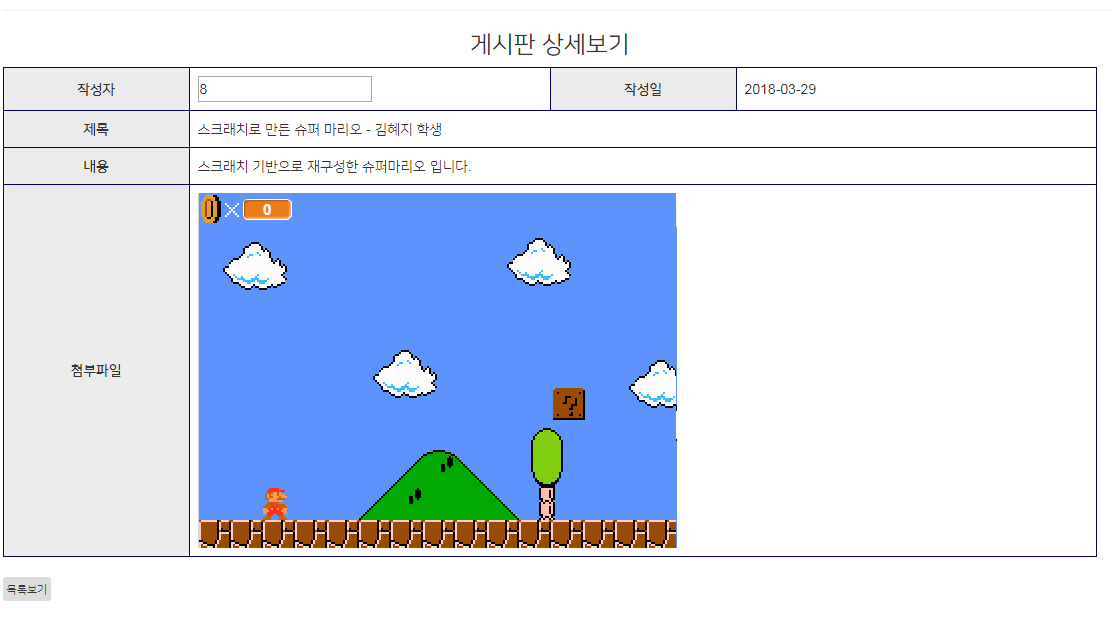 게시판 상세보기
작성자 8 작성일 2018-03-29
제목 스크래치로 만든 슈퍼 마리오 - 김혜지 학생
내용 스크래치 기반으로 재구성한 슈퍼마리오 입니다.
0
첨부파일
목록보기